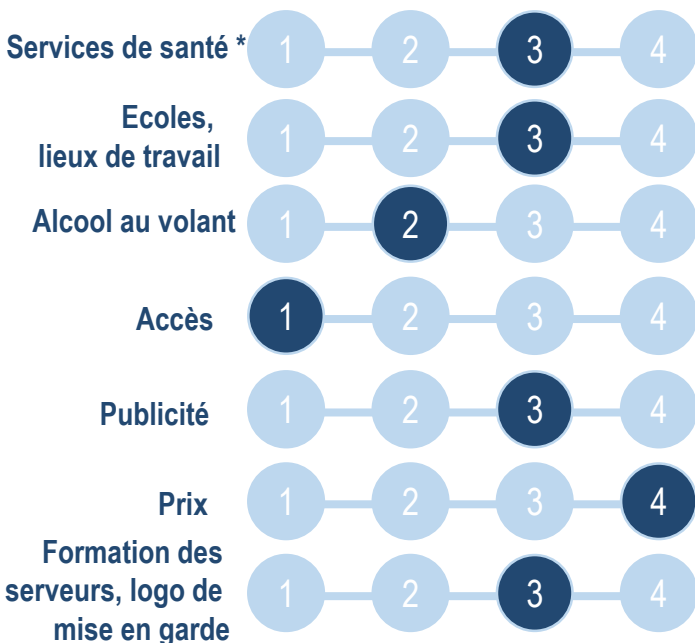 Services de santé * 1 2 3 4
Ecoles,
lieux de travail 1 2 3 4
Alcool au volant 1 2 3 4
Accès 1 2 3 4
Publicité 1 2 3 4
Prix 1 2 3 4
Formation des
serveurs, logo de 1 2 3 4
mise en garde